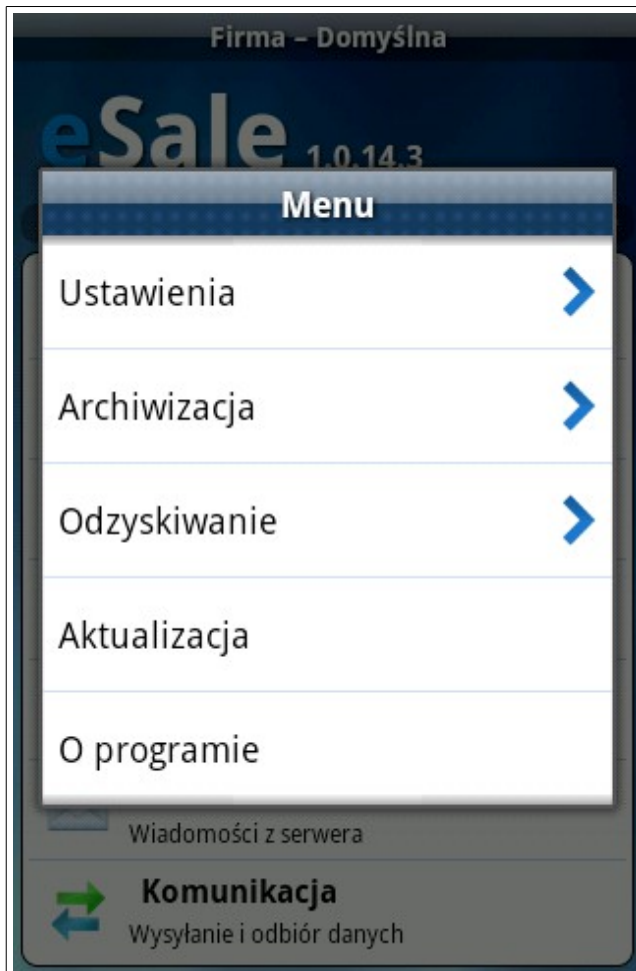 Firma – Domyślna
eSale 1.0.14.3
Menu
Ustawienia
Archiwizacja
Odzyskiwanie
Aktualizacja
O programie
Wiadomości z serwera
Komunikacja
Wysyłanie i odbiór danych